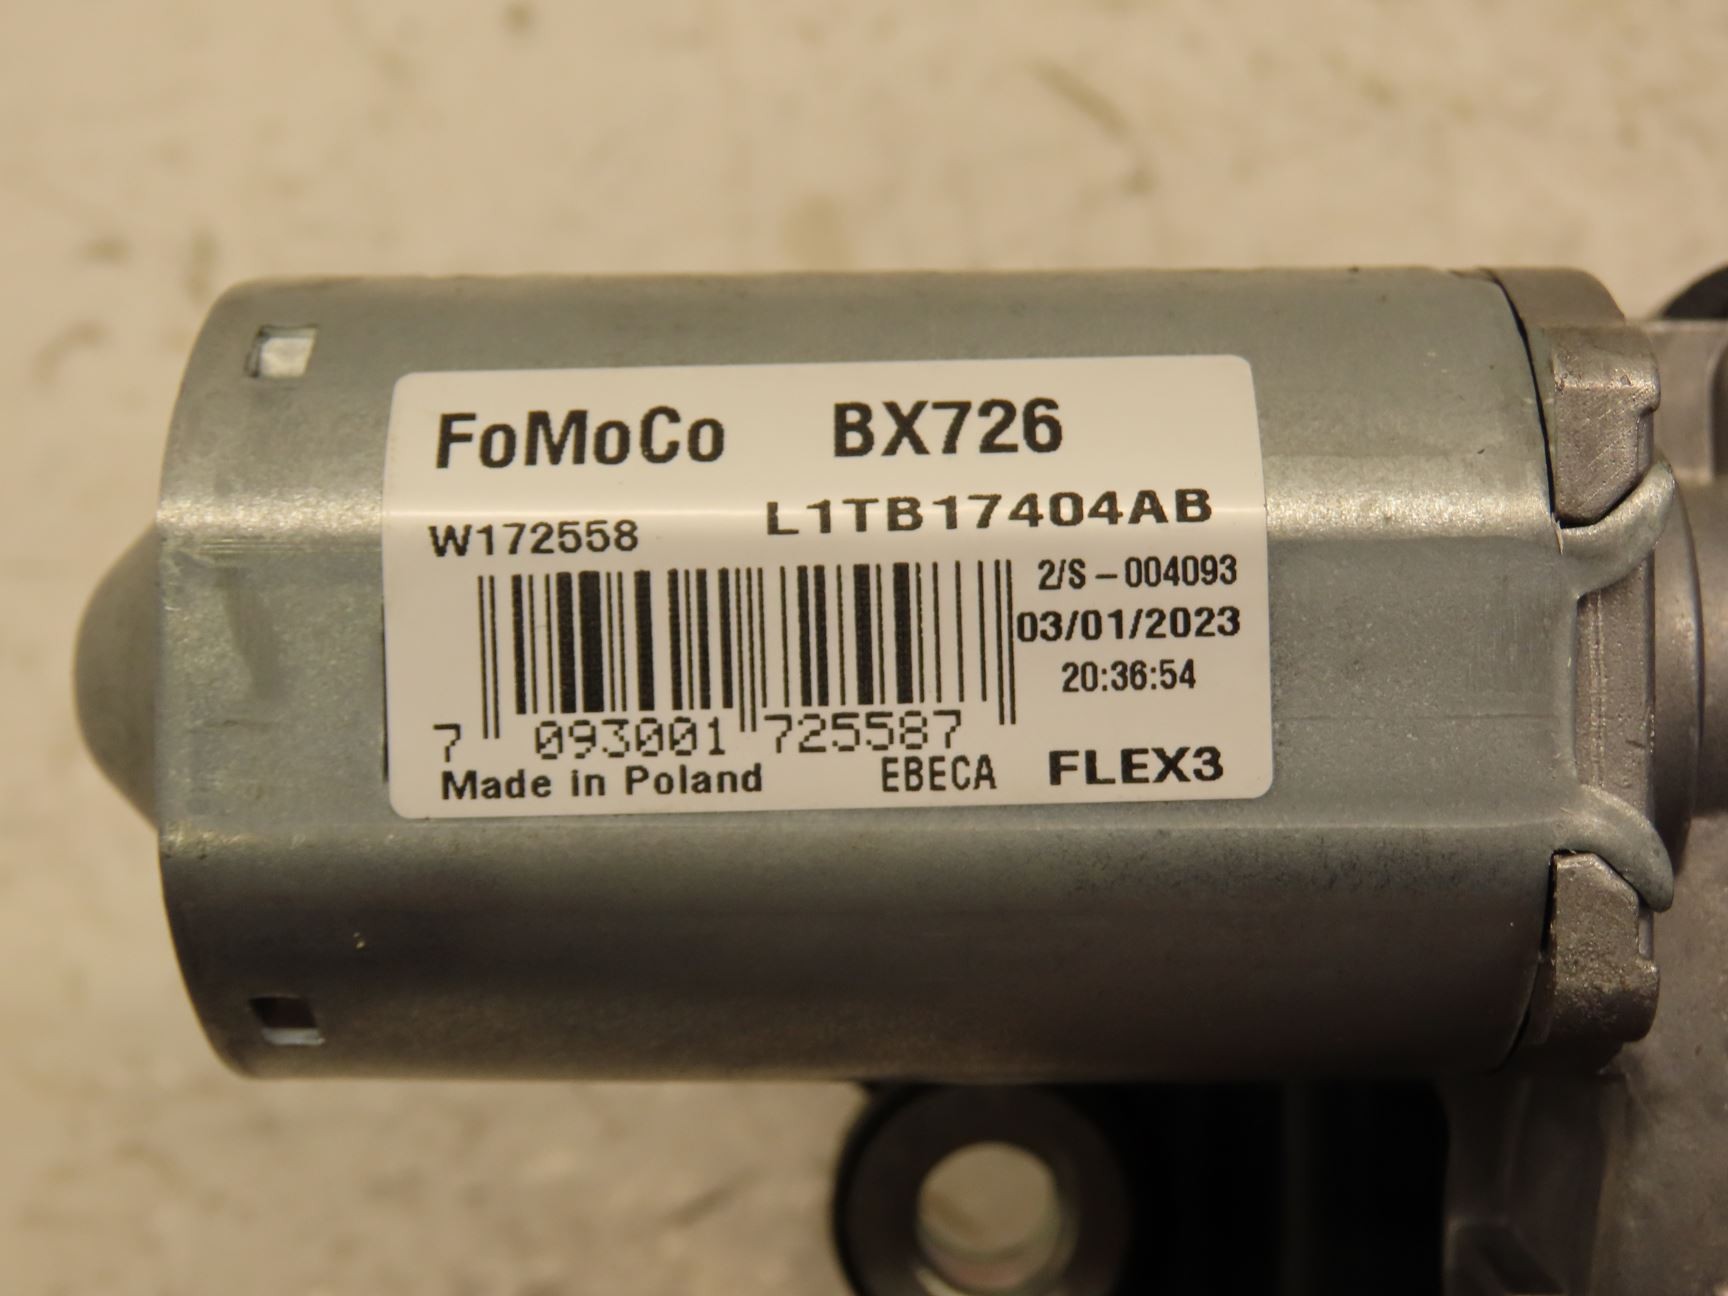 FoMoCo BX726
W172558 L1TB17404AB
2/S - 004093
03/01/2023
20:36:54
7 093001 725587
Made in Poland EBECA FLEX3